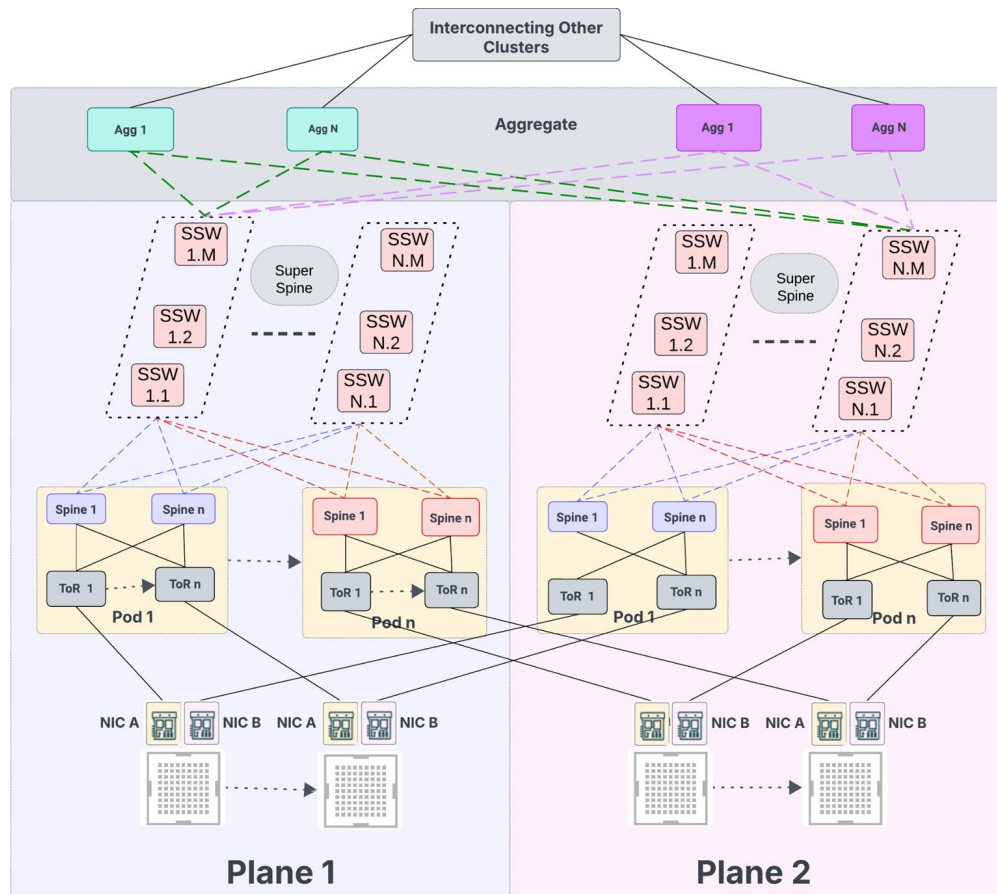 Interconnecting Other
Clusters
Agg 1
Agg N
Aggregate
Agg 1
Agg N
SSW
1.M
Super
Spine
SSW
N.M
SSW
1.2
SSW
N.2
SSW
1.1
SSW
N.1
SSW
1.M
Super
Spine
SSW
N.M
SSW
1.2
SSW
N.2
SSW
1.1
SSW
N.1
Spine 1
Spine n
ToR 1
ToR n
Pod 1
Spine 1
Spine n
ToR 1
ToR n
Pod n
Spine 1
Spine n
ToR 1
ToR n
Pod 1
Spine 1
Spine n
ToR 1
ToR n
Pod n
NIC A
NIC B
NIC A
NIC B
NIC B
NIC A
NIC B
Plane 1
Plane 2